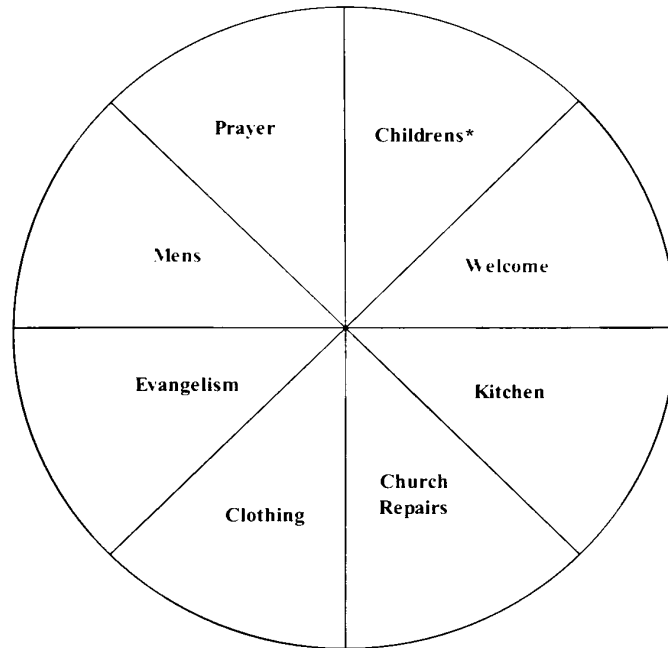 Prayer
Childrens*
Mens
Welcome
Evangelism
Kitchen
Clothing
Church
Repairs